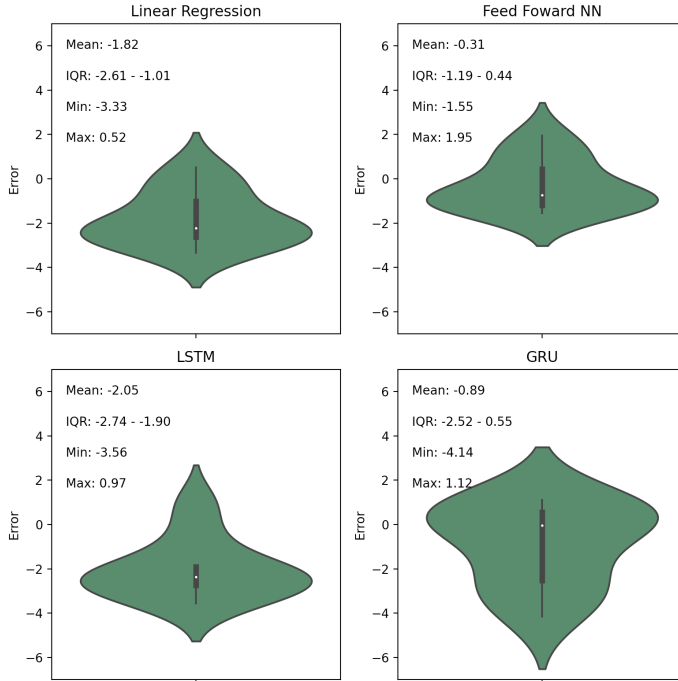 Linear Regression
Mean: -1.82
IQR: -2.61 - -1.01
Min: -3.33
Max: 0.52
Error
6
4
2
0
−2
−4
−6
Feed Foward NN
Mean: -0.31
IQR: -1.19 - 0.44
Min: -1.55
Max: 1.95
Error
6
4
2
0
−2
−4
−6
LSTM
Mean: -2.05
IQR: -2.74 - -1.90
Min: -3.56
Max: 0.97
Error
6
4
2
0
−2
−4
−6
GRU
Mean: -0.89
IQR: -2.52 - 0.55
Min: -4.14
Max: 1.12
Error
6
4
2
0
−2
−4
−6